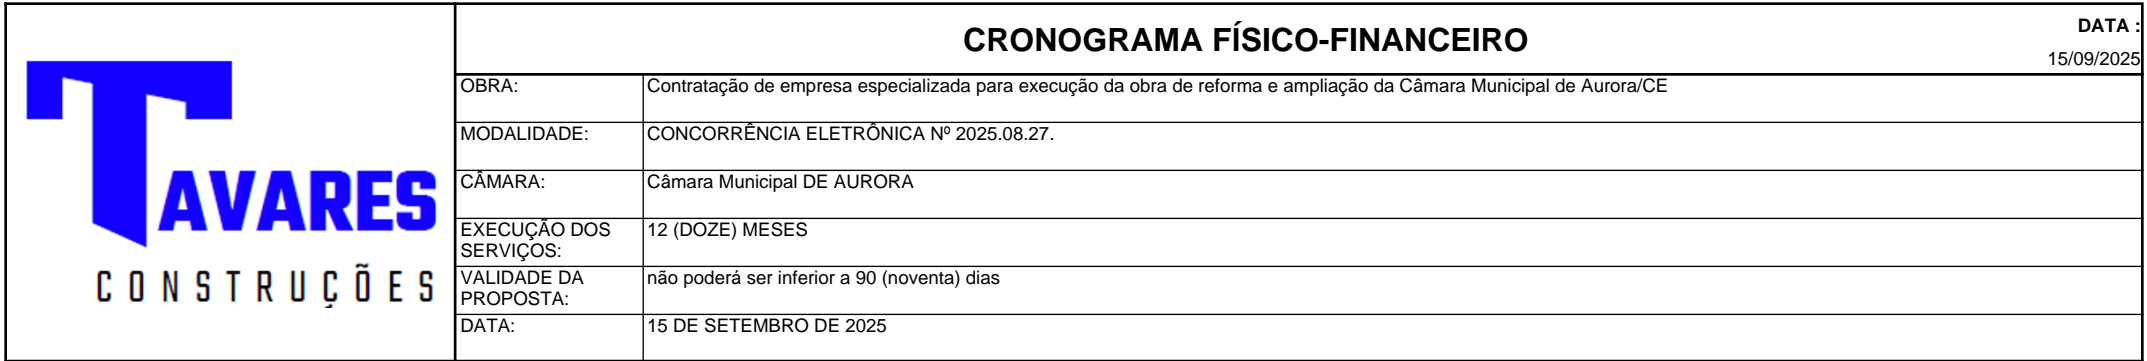 TAVARES
CONSTRUÇÕES
CRONOGRAMA FÍSICO-FINANCEIRO
DATA :
15/09/2025
OBRA: Contratação de empresa especializada para execução da obra de reforma e ampliação da Câmara Municipal de Aurora/CE
MODALIDADE: CONCORRÊNCIA ELETRÔNICA Nº 2025.08.27.
CÂMARA: Câmara Municipal DE AURORA
EXECUÇÃO DOS SERVIÇOS: 12 (DOZE) MESES
VALIDADE DA PROPOSTA: não poderá ser inferior a 90 (noventa) dias
DATA: 15 DE SETEMBRO DE 2025